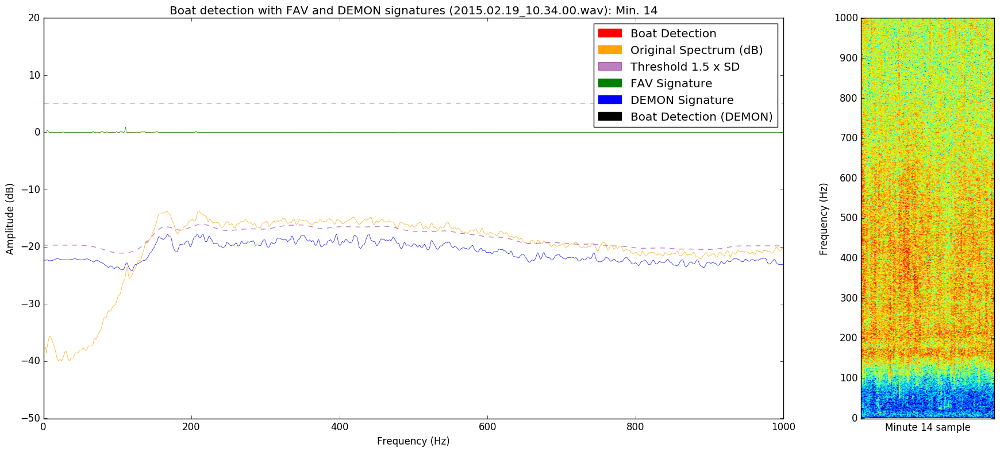 Boat detection with FAV and DEMON signatures (2015.02.19_10.34.00.wav): Min. 14
Boat Detection
Original Spectrum (dB)
Threshold 1.5 x SD
FAV Signature
DEMON Signature
Boat Detection (DEMON)
20
10
0
−10
−20
−30
−40
−50
Amplitude (dB)
0
200
400
600
800
1000
Frequency (Hz)
1000
900
800
700
600
500
400
300
200
100
0
Frequency (Hz)
Minute 14 sample